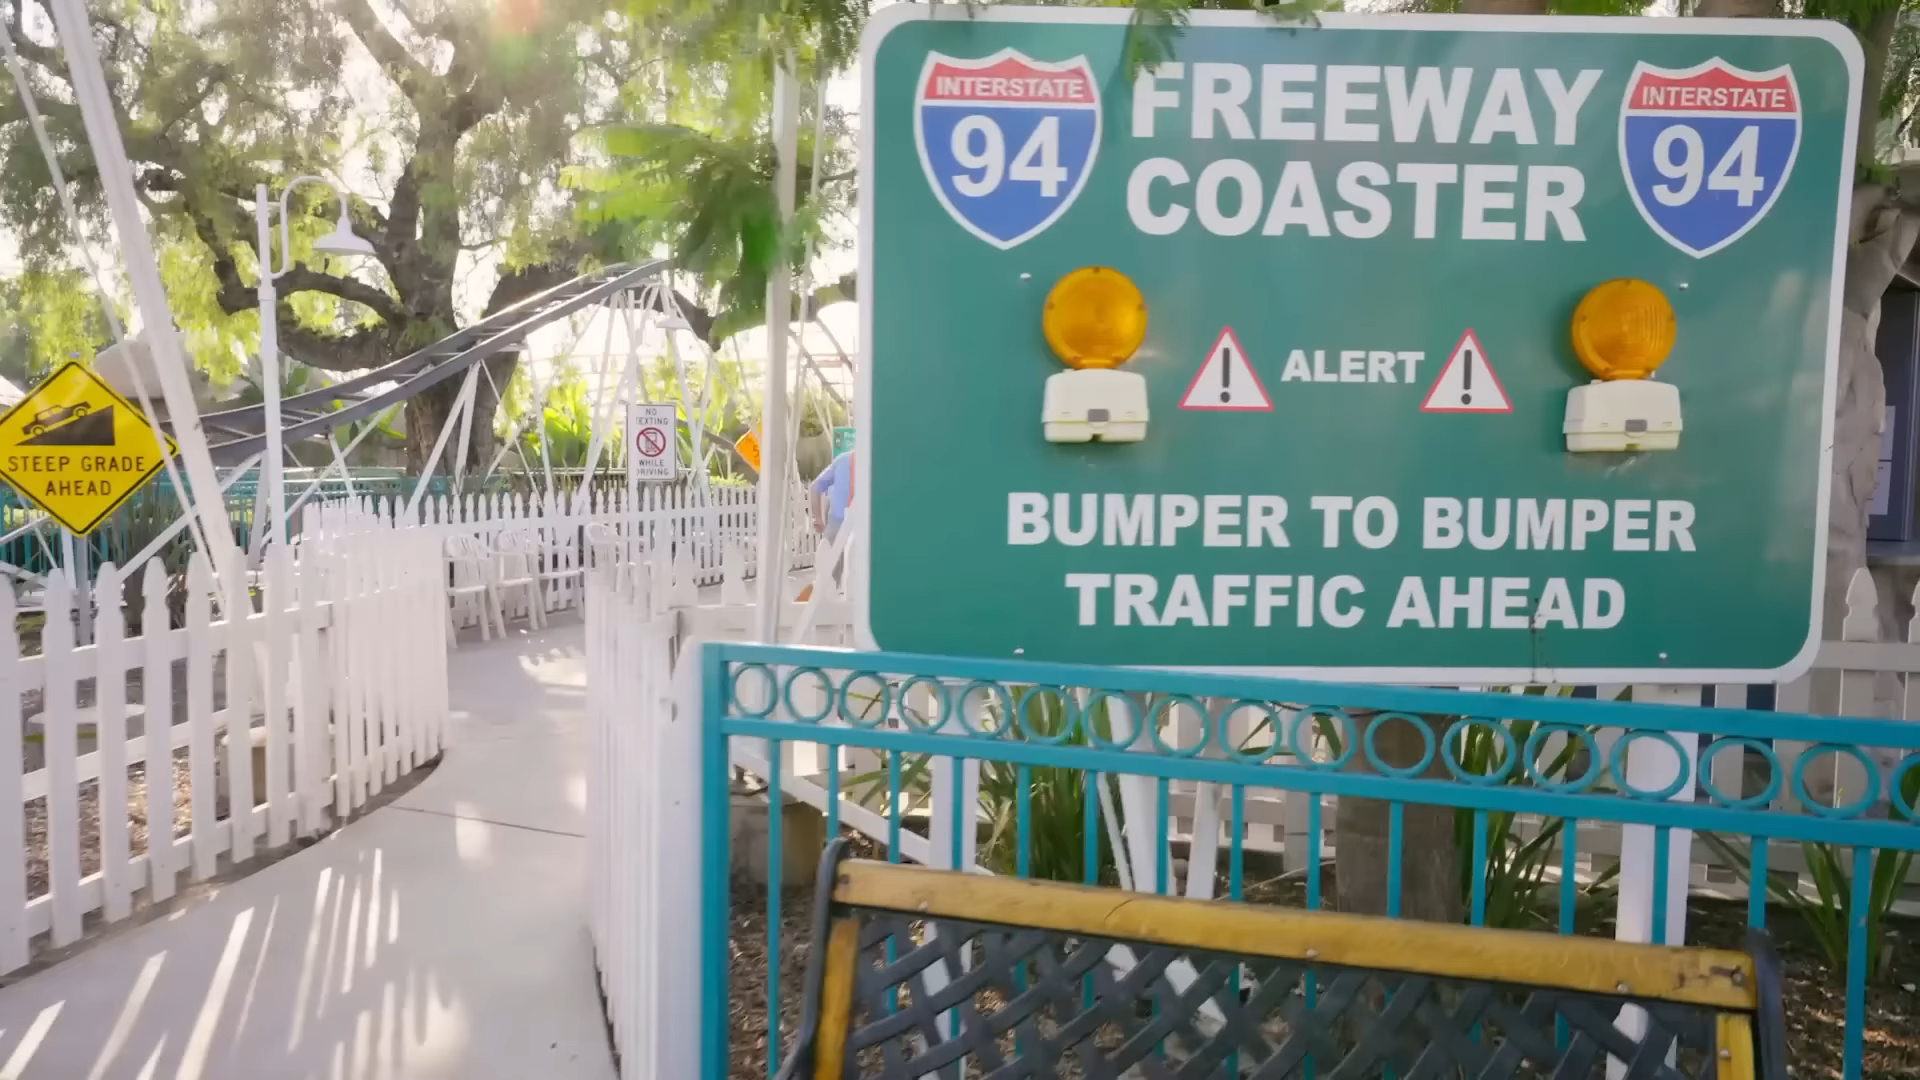 INTERSTATE
94
FREEWAY
COASTER
INTERSTATE
94
ALERT
BUMPER TO BUMPER
TRAFFIC AHEAD
STEEP GRADE
AHEAD
NO
TEXTING
WHILE
DRIVING